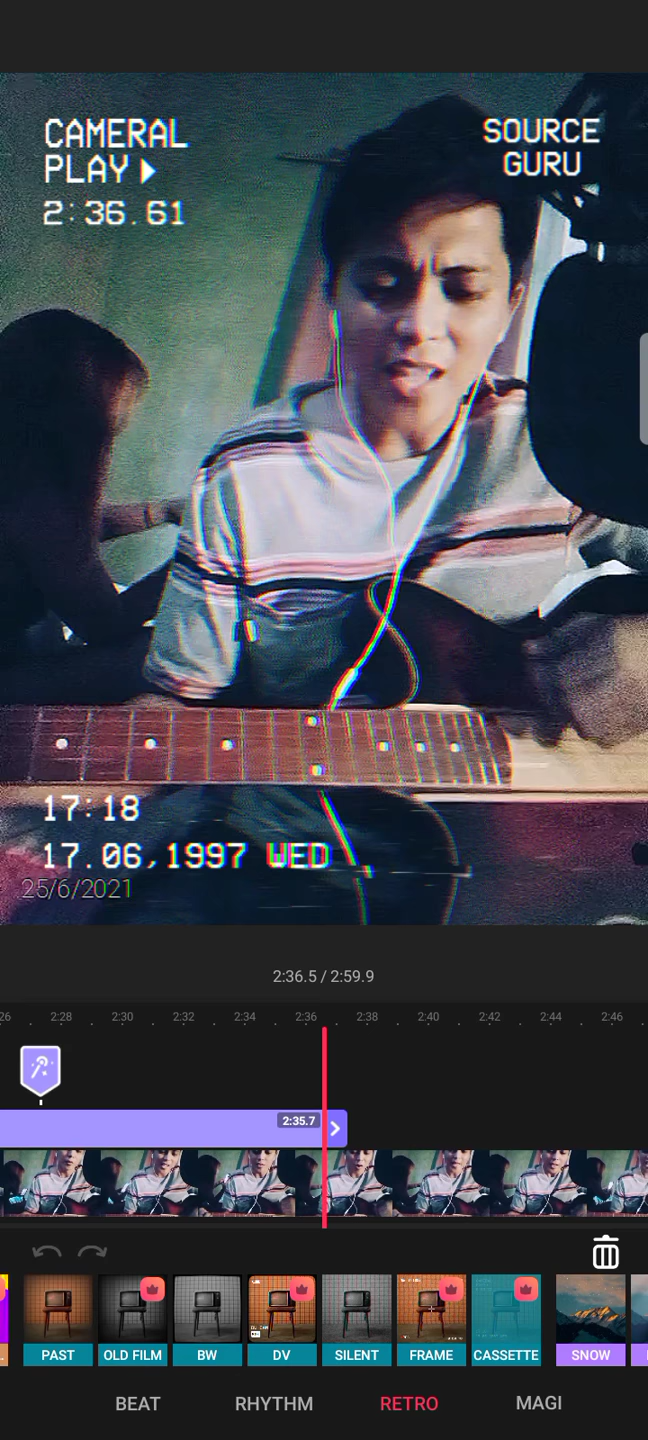 CAMERAL
PLAY
2:36.61
SOURCE
GURU
17:18
17.06,1997 WED
25/6/2021
2:36.5 / 2:59.9
26 2:28 2:30 2:32 2:34 2:36 2:38 2:40 2:42 2:44 2:46
2:35.7
PAST OLD FILM BW DV SILENT FRAME CASSETTE SNOW
BEAT RHYTHM RETRO MAGI